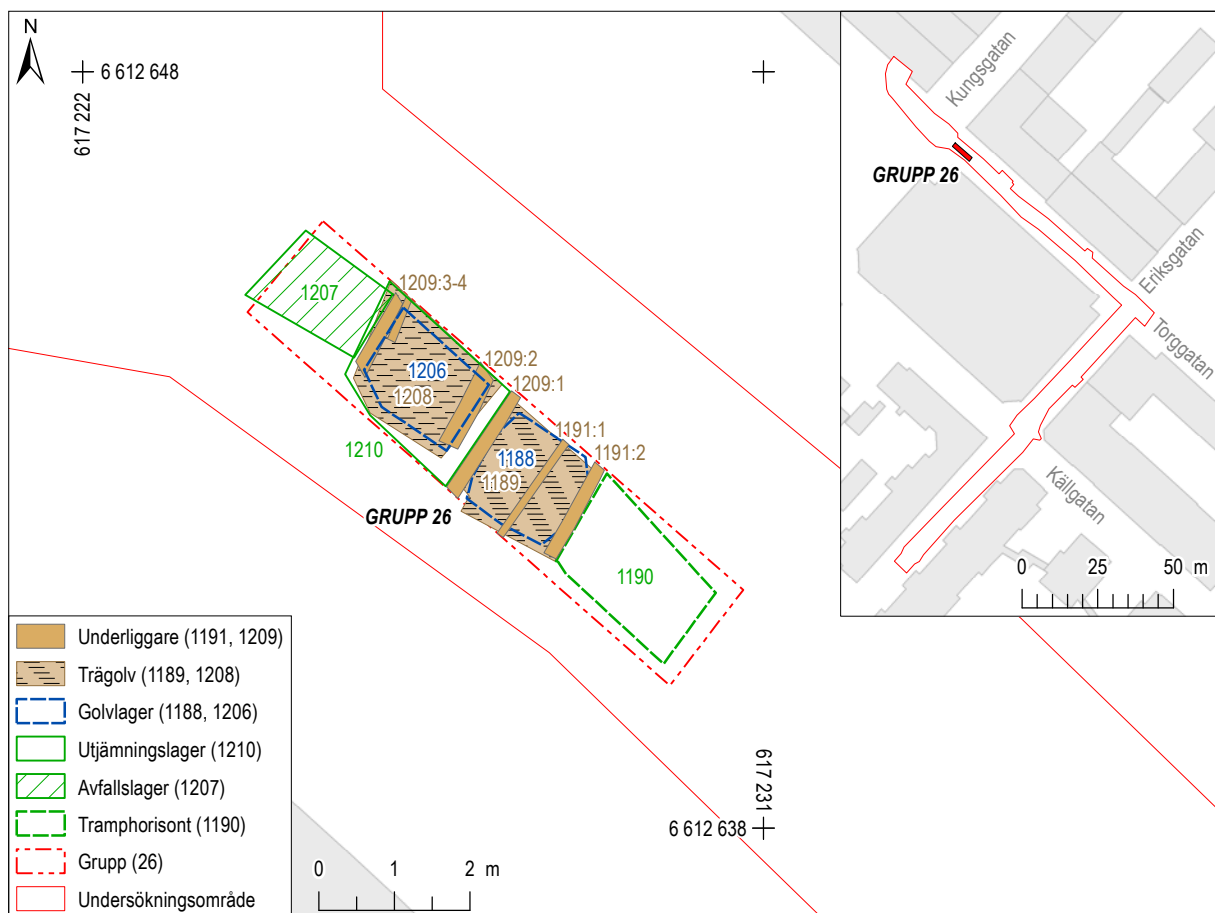 N
6 612 648
617 222
1207
1209:3-4
1206
1208
1209:2
1209:1
1210
1188
1189
1191:1
1191:2
GRUPP 26
1190
617 231
6 612 638
Kungsgatan
GRUPP 26
Eriksgatan
Torggatan
Källgatan
0 25 50 m
Underliggare (1191, 1209)
Trägolv (1189, 1208)
Golvlager (1188, 1206)
Utjämningslager (1210)
Avfallslager (1207)
Tramphorisont (1190)
Grupp (26)
Undersökningsområde
0 1 2 m